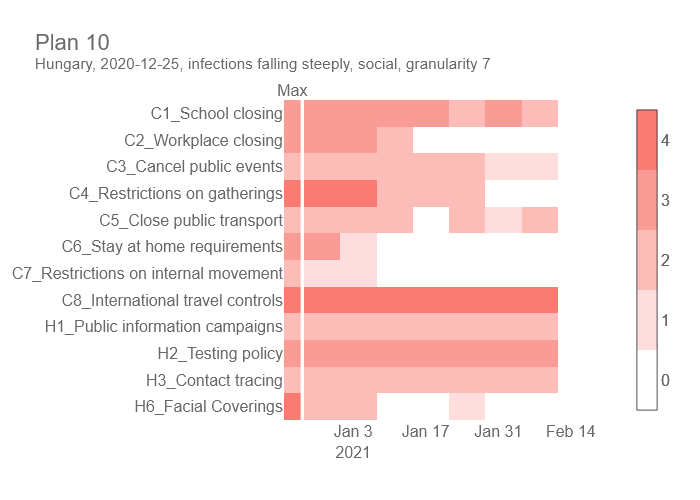 Plan 10
Hungary, 2020-12-25, infections falling steeply, social, granularity 7
Max
C1_School closing
C2_Workplace closing
C3_Cancel public events
C4_Restrictions on gatherings
C5_Close public transport
C6_Stay at home requirements
C7_Restrictions on internal movement
C8_International travel controls
H1_Public information campaigns
H2_Testing policy
H3_Contact tracing
H6_Facial Coverings
Jan 3 Jan 17 Jan 31 Feb 14
2021
4
3
2
1
0